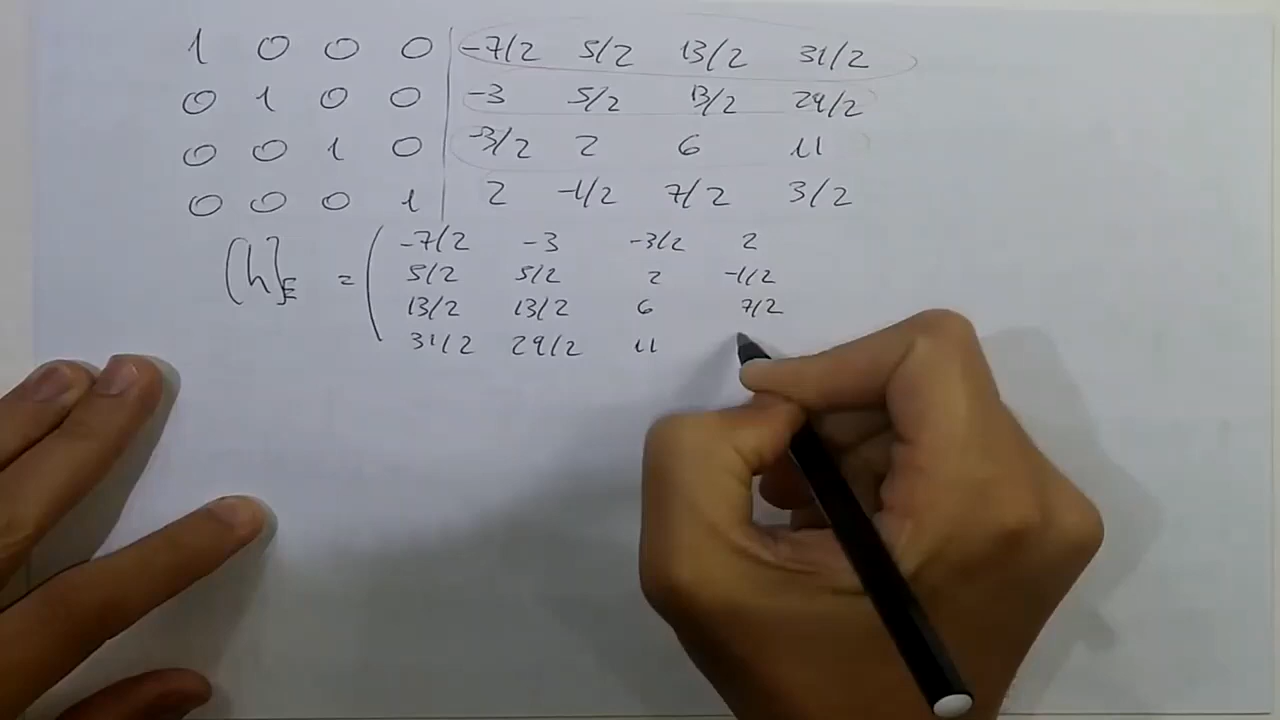 1 0 0 0 | -7/2 5/2 13/2 31/2
0 1 0 0 | -3 5/2 13/2 29/2
0 0 1 0 | -3/2 2 6 11
0 0 0 1 | 2 -1/2 7/2 3/2
-7/2 -3 -3/2 2
[h]E = ( 5/2 5/2 2 -1/2
13/2 13/2 6 7/2
31/2 29/2 11